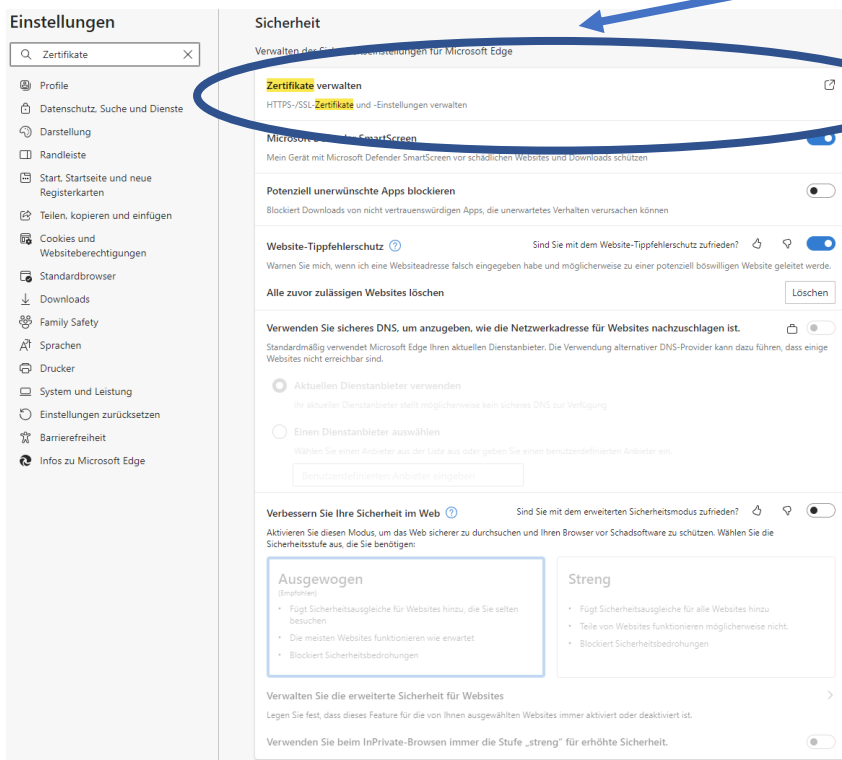 Einstellungen
Zertifikate
Profile
Datenschutz, Suche und Dienste
Darstellung
Randleiste
Start, Startseite und neue
Registerkarten
Teilen, kopieren und einfügen
Cookies und
Websiteberechtigungen
Standardbrowser
Downloads
Family Safety
Sprachen
Drucker
System und Leistung
Einstellungen zurücksetzen
Barrierefreiheit
Infos zu Microsoft Edge
Sicherheit
Verwalten der für Microsoft Edge
Zertifikate verwalten
HTTPS-/SSL-Zertifikate und -Einstellungen verwalten
Microsoft Defender SmartScreen
Mein Gerät mit Microsoft Defender SmartScreen vor schädlichen Websites und Downloads schützen
Potenziell unerwünschte Apps blockieren
Blockiert Downloads von nicht vertrauenswürdigen Apps, die unerwartetes Verhalten verursachen können
Website-Tippfehlerschutz
Sind Sie mit dem Website-Tippfehlerschutz zufrieden?
Warnen Sie mich, wenn ich eine Websiteadresse falsch eingegeben habe und möglicherweise zu einer potenziell böswilligen Website geleitet werde.
Alle zuvor zulässigen Websites löschen
Löschen
Verwenden Sie sicheres DNS, um anzugeben, wie die Netzwerkadresse für Websites nachzuschlagen ist.
Standardmäßig verwendet Microsoft Edge Ihren aktuellen Dienstanbieter. Die Verwendung alternativer DNS-Provider kann dazu führen, dass einige
Websites nicht erreichbar sind.
Aktuellen Dienstanbieter verwenden
Ihr aktueller Dienstanbieter stellt möglicherweise kein sicheres DNS zur Verfügung
Einen Dienstanbieter auswählen
Wählen Sie einen Anbieter aus der Liste aus oder geben Sie einen benutzerdefinierten Anbieter ein.
Benutzerdefinierten Anbieter eingeben
Verbessern Sie Ihre Sicherheit im Web
Sind Sie mit dem erweiterten Sicherheitsmodus zufrieden?
Aktivieren Sie diesen Modus, um das Web sicherer zu durchsuchen und Ihren Browser vor Schadsoftware zu schützen. Wählen Sie die
Sicherheitsstufe aus, die Sie benötigen:
Ausgewogen
(Empfohlen)
• Fügt Sicherheitsausgleiche für Websites hinzu, die Sie selten
besuchen
• Die meisten Websites funktionieren wie erwartet
• Blockiert Sicherheitsbedrohungen
Streng
• Fügt Sicherheitsausgleiche für alle Websites hinzu
• Teile von Websites funktionieren möglicherweise nicht.
• Blockiert Sicherheitsbedrohungen
Verwalten Sie die erweiterte Sicherheit für Websites
Legen Sie fest, dass dieses Feature für die von Ihnen ausgewählten Websites immer aktiviert oder deaktiviert ist.
Verwenden Sie beim InPrivate-Browsen immer die Stufe „streng" für erhöhte Sicherheit.